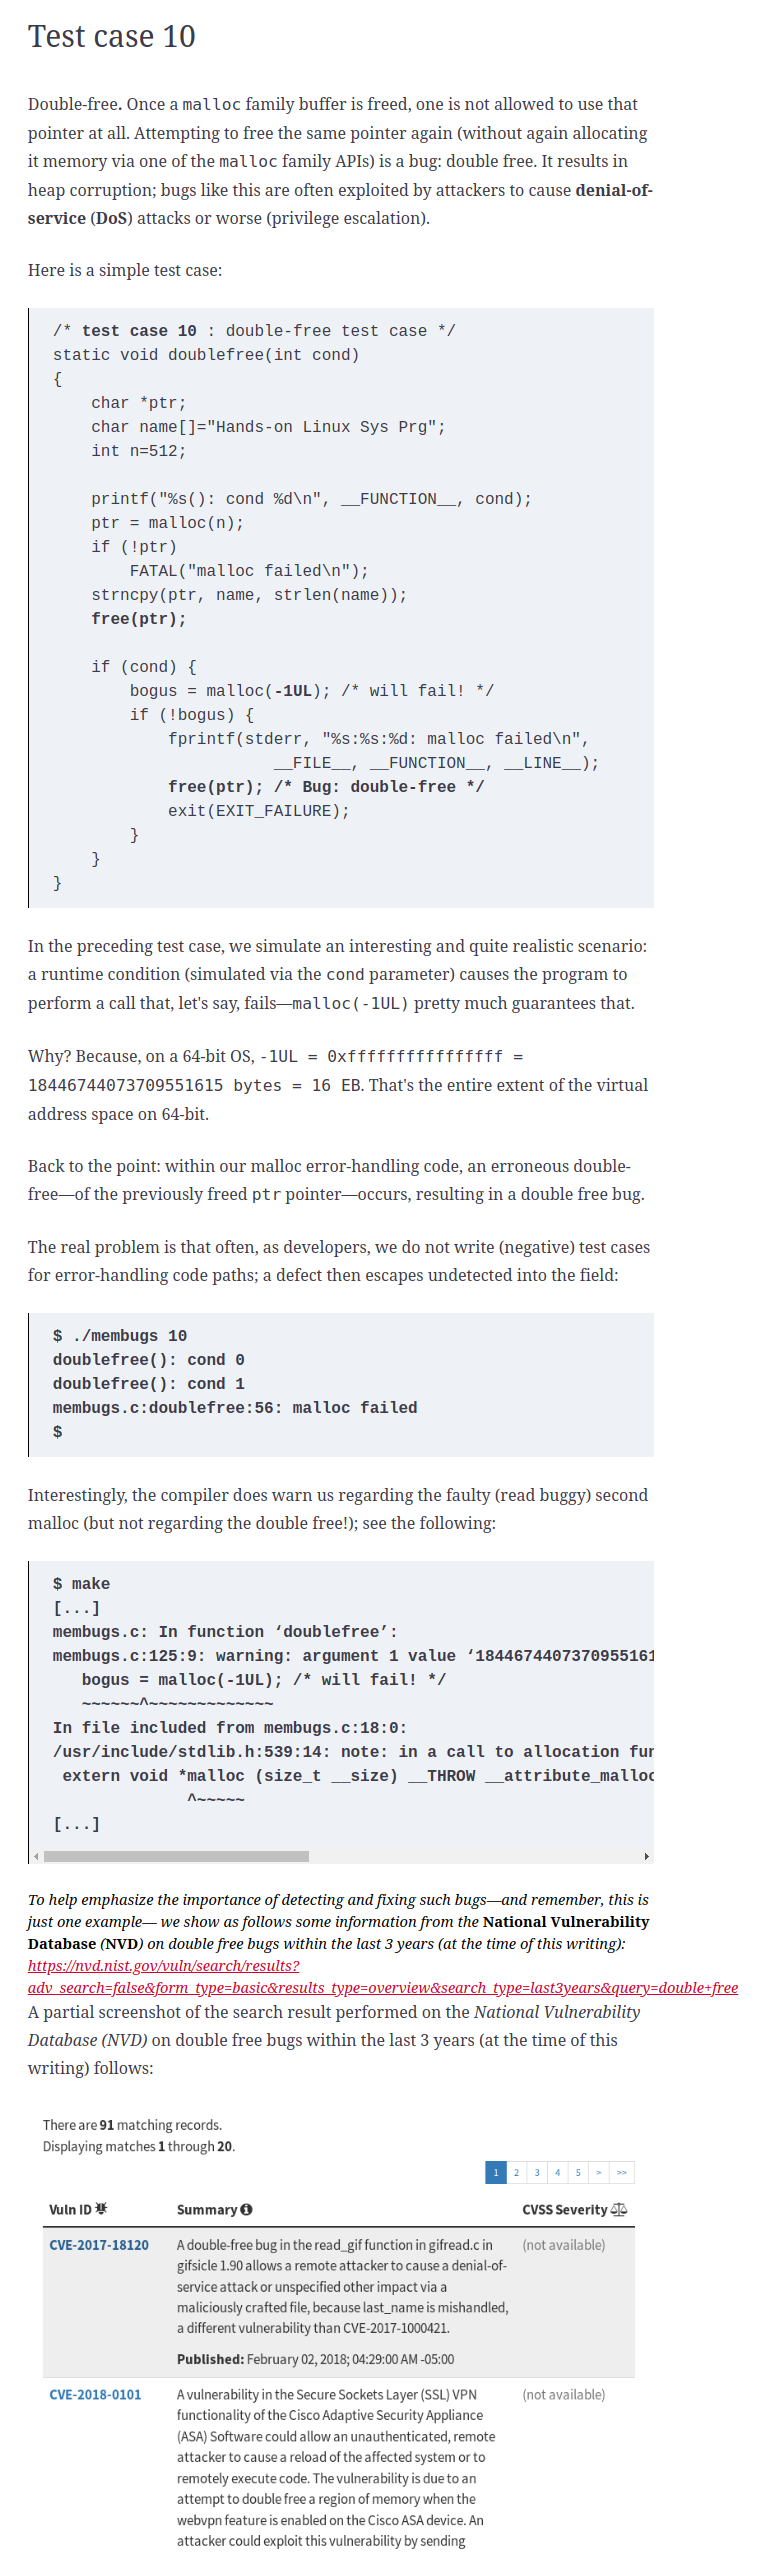 Test case 10
Double-free. Once a malloc family buffer is freed, one is not allowed to use that
pointer at all. Attempting to free the same pointer again (without again allocating
it memory via one of the malloc family APIs) is a bug: double free. It results in
heap corruption; bugs like this are often exploited by attackers to cause denial-of-
service (DoS) attacks or worse (privilege escalation).
Here is a simple test case:
/* test case 10 : double-free test case */
static void doublefree(int cond)
{
    char *ptr;
    char name[]="Hands-on Linux Sys Prg";
    int n=512;
    printf("%s(): cond %d\n", __FUNCTION__, cond);
    ptr = malloc(n);
    if (!ptr)
        FATAL("malloc failed\n");
    strncpy(ptr, name, strlen(name));
    free(ptr);
    if (cond) {
        bogus = malloc(-1UL); /* will fail! */
        if (!bogus) {
            fprintf(stderr, "%s:%s:%d: malloc failed\n",
                       __FILE__, __FUNCTION__, __LINE__);
            free(ptr); /* Bug: double-free */
            exit(EXIT_FAILURE);
        }
    }
}
In the preceding test case, we simulate an interesting and quite realistic scenario:
a runtime condition (simulated via the cond parameter) causes the program to
perform a call that, let's say, fails—malloc(-1UL) pretty much guarantees that.
Why? Because, on a 64-bit OS, -1UL = 0xffffffffffffffff =
18446744073709551615 bytes = 16 EB. That's the entire extent of the virtual
address space on 64-bit.
Back to the point: within our malloc error-handling code, an erroneous double-
free—of the previously freed ptr pointer—occurs, resulting in a double free bug.
The real problem is that often, as developers, we do not write (negative) test cases
for error-handling code paths; a defect then escapes undetected into the field:
$ ./membugs 10
doublefree(): cond 0
doublefree(): cond 1
membugs.c:doublefree:56: malloc failed
$
Interestingly, the compiler does warn us regarding the faulty (read buggy) second
malloc (but not regarding the double free!); see the following:
$ make
[...]
membugs.c: In function ‘doublefree’:
membugs.c:125:9: warning: argument 1 value ‘1844674407370955161
   bogus = malloc(-1UL); /* will fail! */
   ~~~~~~^~~~~~~~~~~~~~
In file included from membugs.c:18:0:
/usr/include/stdlib.h:539:14: note: in a call to allocation fun
 extern void *malloc (size_t __size) __THROW __attribute_malloc
              ^~~~~~
[...]
To help emphasize the importance of detecting and fixing such bugs—and remember, this is
just one example— we show as follows some information from the National Vulnerability
Database (NVD) on double free bugs within the last 3 years (at the time of this writing):
https://nvd.nist.gov/vuln/search/results?
adv_search=false&form_type=basic&results_type=overview&search_type=last3years&query=double+free
A partial screenshot of the search result performed on the National Vulnerability
Database (NVD) on double free bugs within the last 3 years (at the time of this
writing) follows:
There are 91 matching records.
Displaying matches 1 through 20.
1 2 3 4 5 > >>
Vuln ID Summary CVSS Severity
CVE-2017-18120 A double-free bug in the read_gif function in gifread.c in (not available)
gifsicle 1.90 allows a remote attacker to cause a denial-of-
service attack or unspecified other impact via a
maliciously crafted file, because last_name is mishandled,
a different vulnerability than CVE-2017-1000421.
Published: February 02, 2018; 04:29:00 AM -05:00
CVE-2018-0101 A vulnerability in the Secure Sockets Layer (SSL) VPN (not available)
functionality of the Cisco Adaptive Security Appliance
(ASA) Software could allow an unauthenticated, remote
attacker to cause a reload of the affected system or to
remotely execute code. The vulnerability is due to an
attempt to double free a region of memory when the
webvpn feature is enabled on the Cisco ASA device. An
attacker could exploit this vulnerability by sending